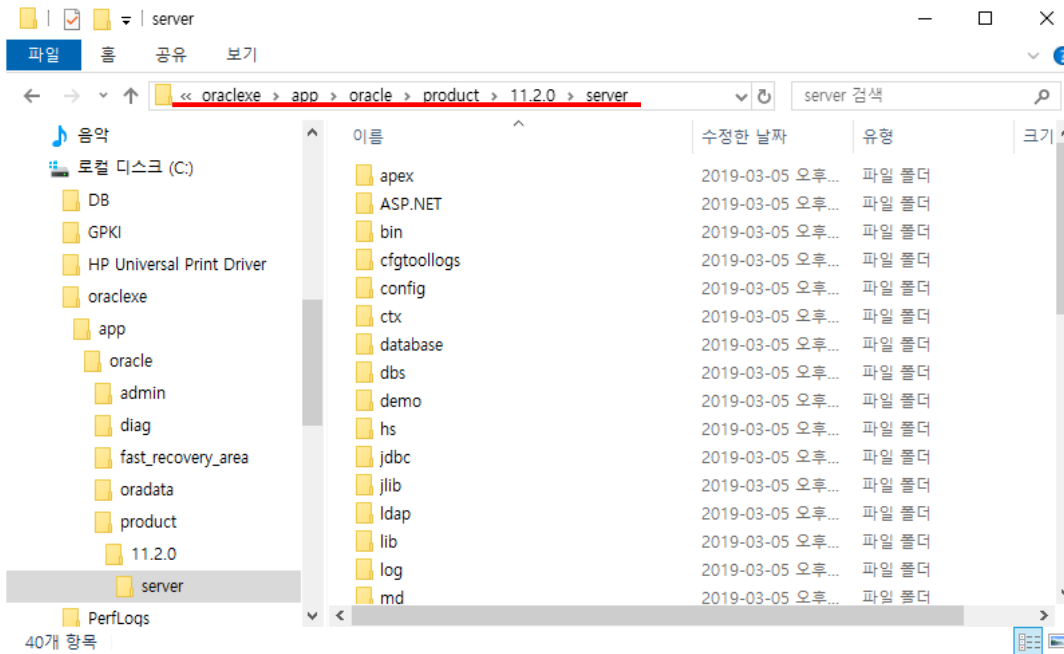 server
파일 홈 공유 보기
« oraclexe › app › oracle › product › 11.2.0 › server
server 검색
음악
로컬 디스크 (C:)
DB
GPKI
HP Universal Print Driver
oraclexe
app
oracle
admin
diag
fast_recovery_area
oradata
product
11.2.0
server
PerfLogs
이름 수정한 날짜 유형 크기
apex 2019-03-05 오후... 파일 폴더
ASP.NET 2019-03-05 오후... 파일 폴더
bin 2019-03-05 오후... 파일 폴더
cfgtoollogs 2019-03-05 오후... 파일 폴더
config 2019-03-05 오후... 파일 폴더
ctx 2019-03-05 오후... 파일 폴더
database 2019-03-05 오후... 파일 폴더
dbs 2019-03-05 오후... 파일 폴더
demo 2019-03-05 오후... 파일 폴더
hs 2019-03-05 오후... 파일 폴더
jdbc 2019-03-05 오후... 파일 폴더
jlib 2019-03-05 오후... 파일 폴더
ldap 2019-03-05 오후... 파일 폴더
lib 2019-03-05 오후... 파일 폴더
log 2019-03-05 오후... 파일 폴더
md 2019-03-05 오후... 파일 폴더
40개 항목